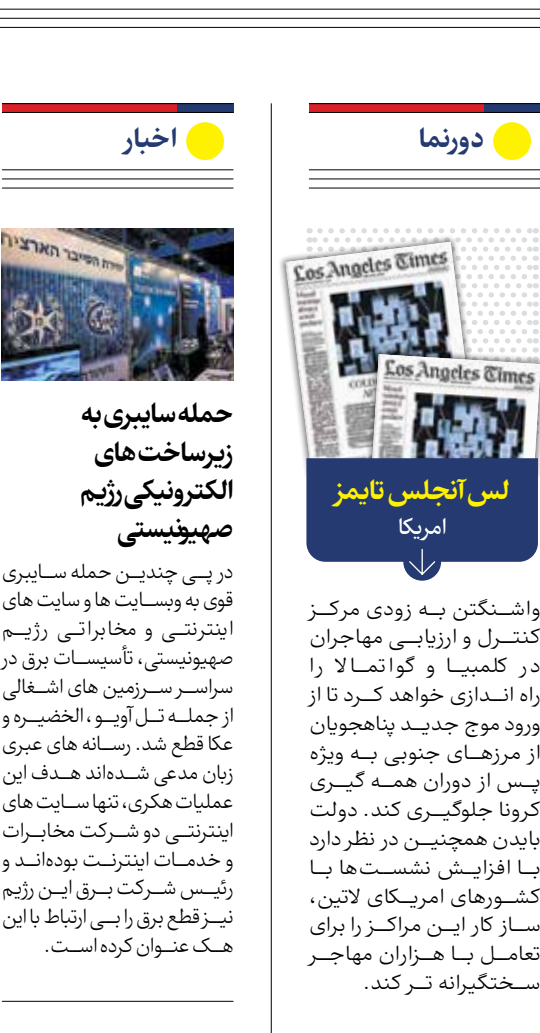 دورنما
Los Angeles Times
Los Angeles Times
لس آنجلس تایمز
امریکا
واشنگتن به زودی مرکز
کنترل و ارزیابی مهاجران
در کلمبیا و گواتمالا را
راه اندازی خواهد کرد تا از
ورود موج جدید پناهجویان
از مرزهای جنوبی به ویژه
پس از دوران همه گیری
کرونا جلوگیری کند. دولت
بایدن همچنین در نظر دارد
با افزایش نشست‌ها با
کشورهای امریکای لاتین،
ساز کار این مراکز را برای
تعامل با هزاران مهاجر
سختگیرانه تر کند.
اخبار
הסייבר הארצי
حمله سایبری به
زیرساخت‌های
الکترونیکی رژیم
صهیونیستی
در پی چندین حمله سایبری
قوی به وبسایت ها و سایت های
اینترنتی و مخابراتی رژیم
صهیونیستی، تأسیسات برق در
سراسر سرزمین های اشغالی
از جمله تل آویو ، الخضیره و
عکا قطع شد. رسانه های عبری
زبان مدعی شده‌اند هدف این
عملیات هکری، تنها سایت های
اینترنتی دو شرکت مخابرات
و خدمات اینترنت بوده‌اند و
رئیس شرکت برق این رژیم
نیز قطع برق را بی ارتباط با این
هک عنوان کرده است.